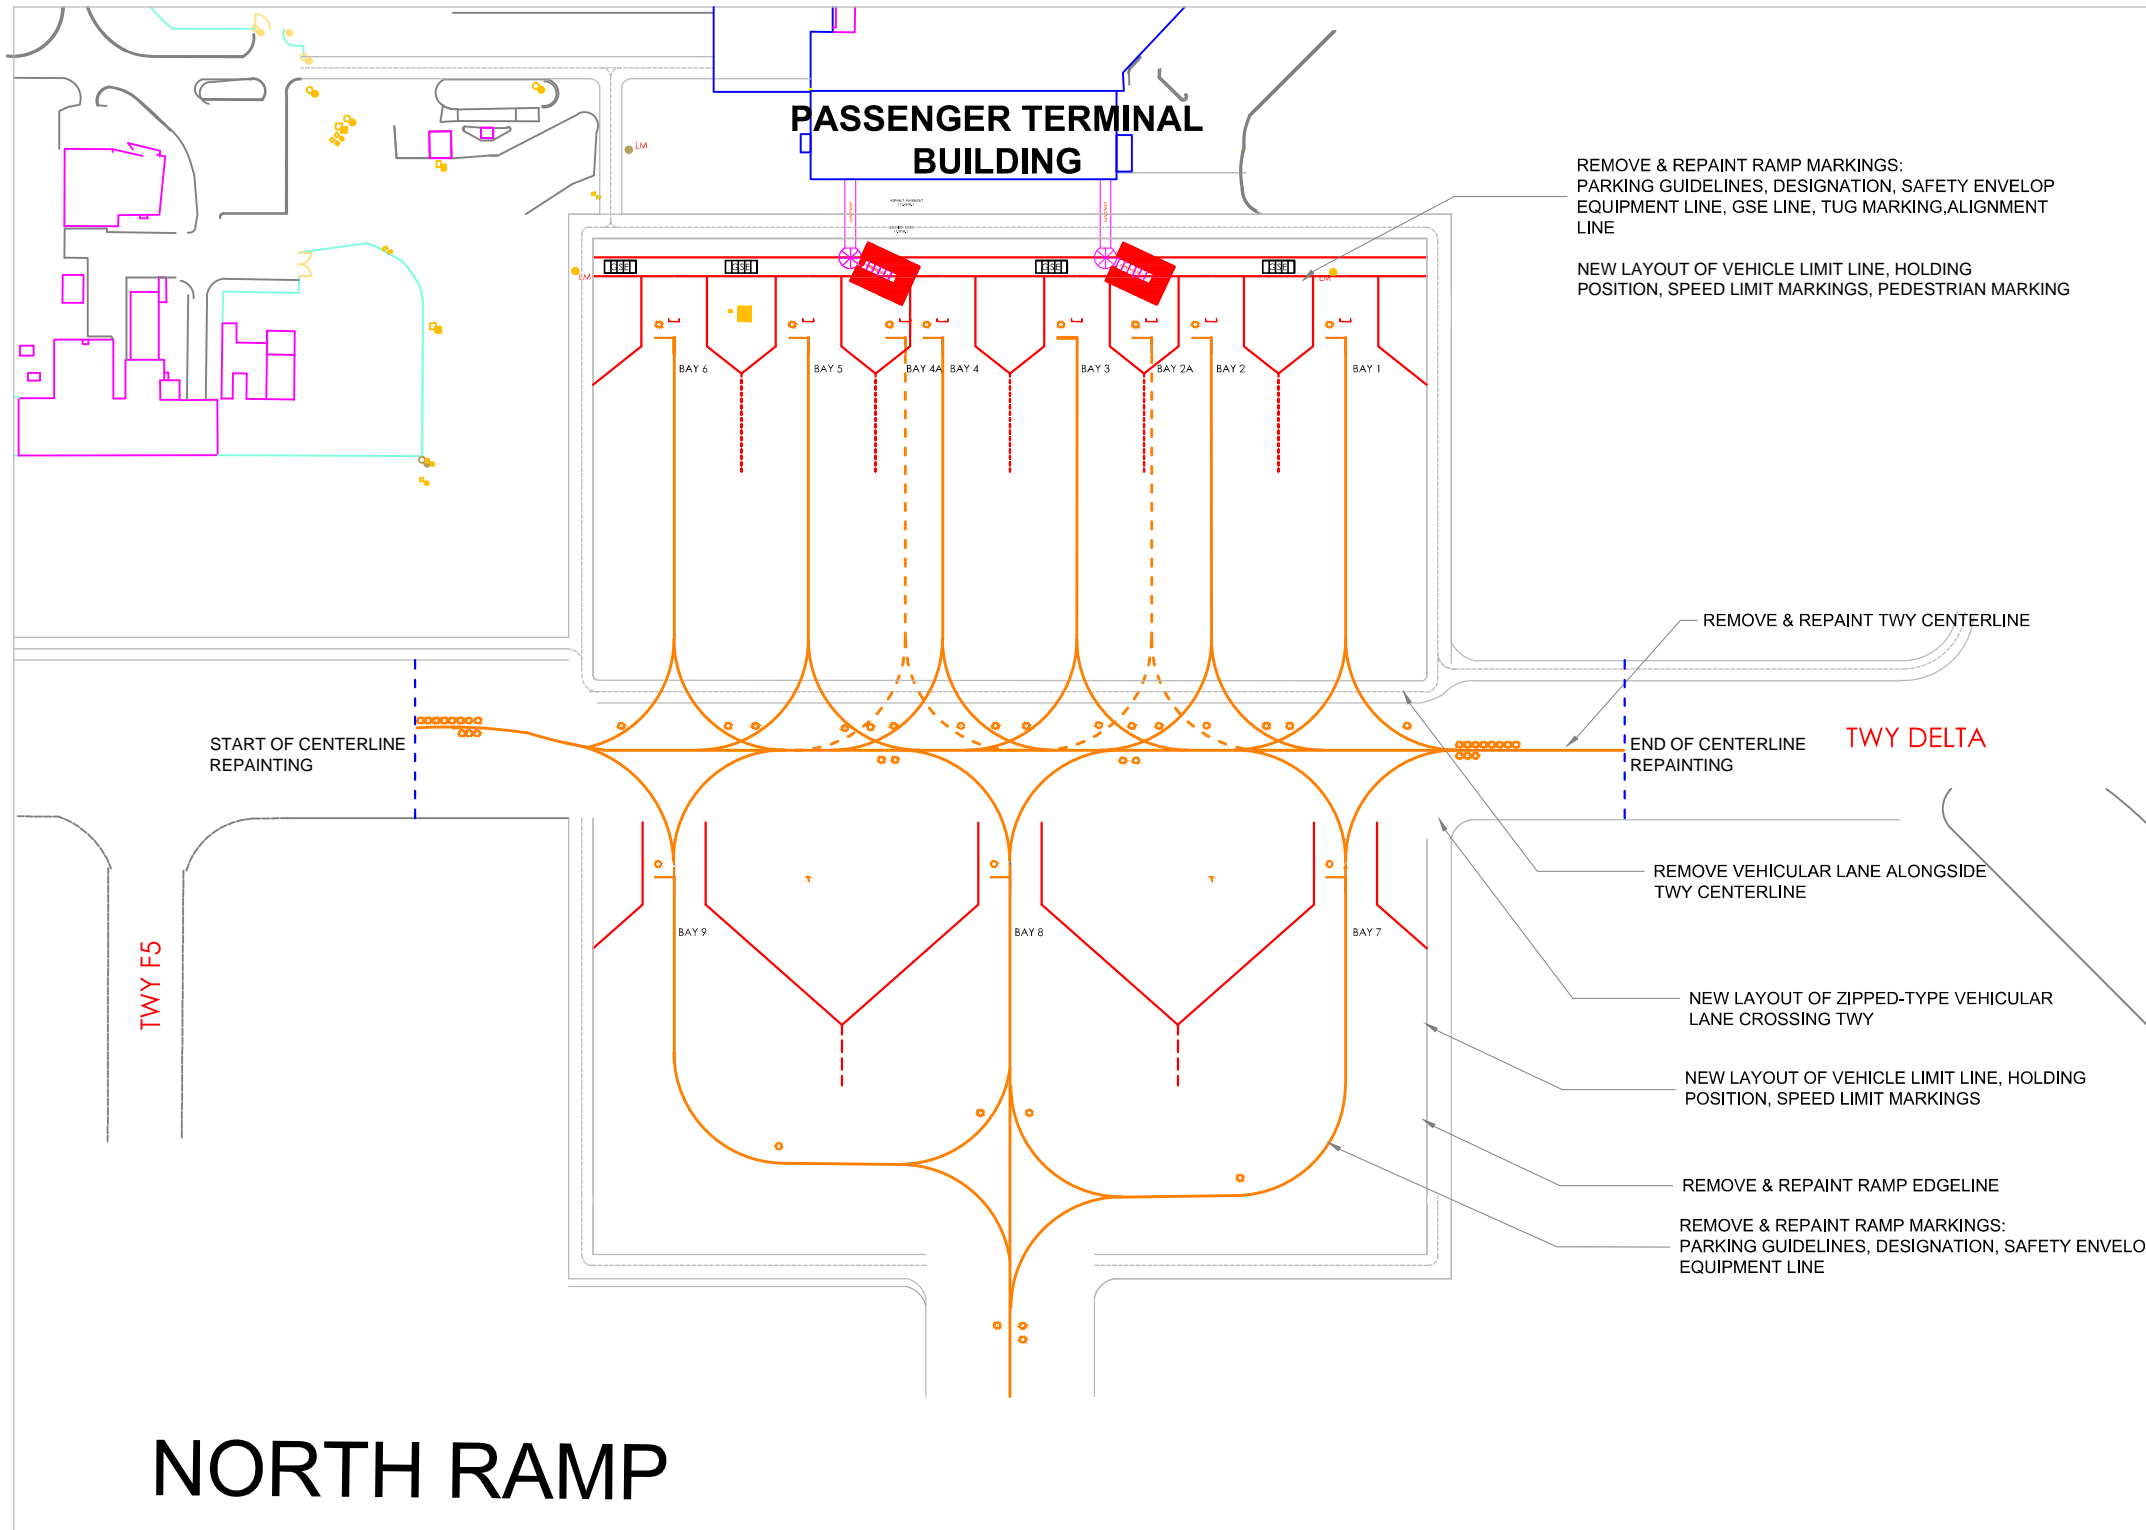 PASSENGER TERMINAL
BUILDING
LM
REMOVE & REPAINT RAMP MARKINGS:
PARKING GUIDELINES, DESIGNATION, SAFETY ENVELOP
EQUIPMENT LINE, GSE LINE, TUG MARKING,ALIGNMENT
LINE
NEW LAYOUT OF VEHICLE LIMIT LINE, HOLDING
POSITION, SPEED LIMIT MARKINGS, PEDESTRIAN MARKING
GSE
GSE
GSE
GSE
LM
BAY 6
BAY 5
BAY 4A
BAY 4
BAY 3
BAY 2A
BAY 2
BAY 1
REMOVE & REPAINT TWY CENTERLINE
START OF CENTERLINE
REPAINTING
END OF CENTERLINE
REPAINTING
TWY DELTA
REMOVE VEHICULAR LANE ALONGSIDE
TWY CENTERLINE
BAY 9
BAY 8
BAY 7
TWY F5
NEW LAYOUT OF ZIPPED-TYPE VEHICULAR
LANE CROSSING TWY
NEW LAYOUT OF VEHICLE LIMIT LINE, HOLDING
POSITION, SPEED LIMIT MARKINGS
REMOVE & REPAINT RAMP EDGELINE
REMOVE & REPAINT RAMP MARKINGS:
PARKING GUIDELINES, DESIGNATION, SAFETY ENVELO
EQUIPMENT LINE
NORTH RAMP